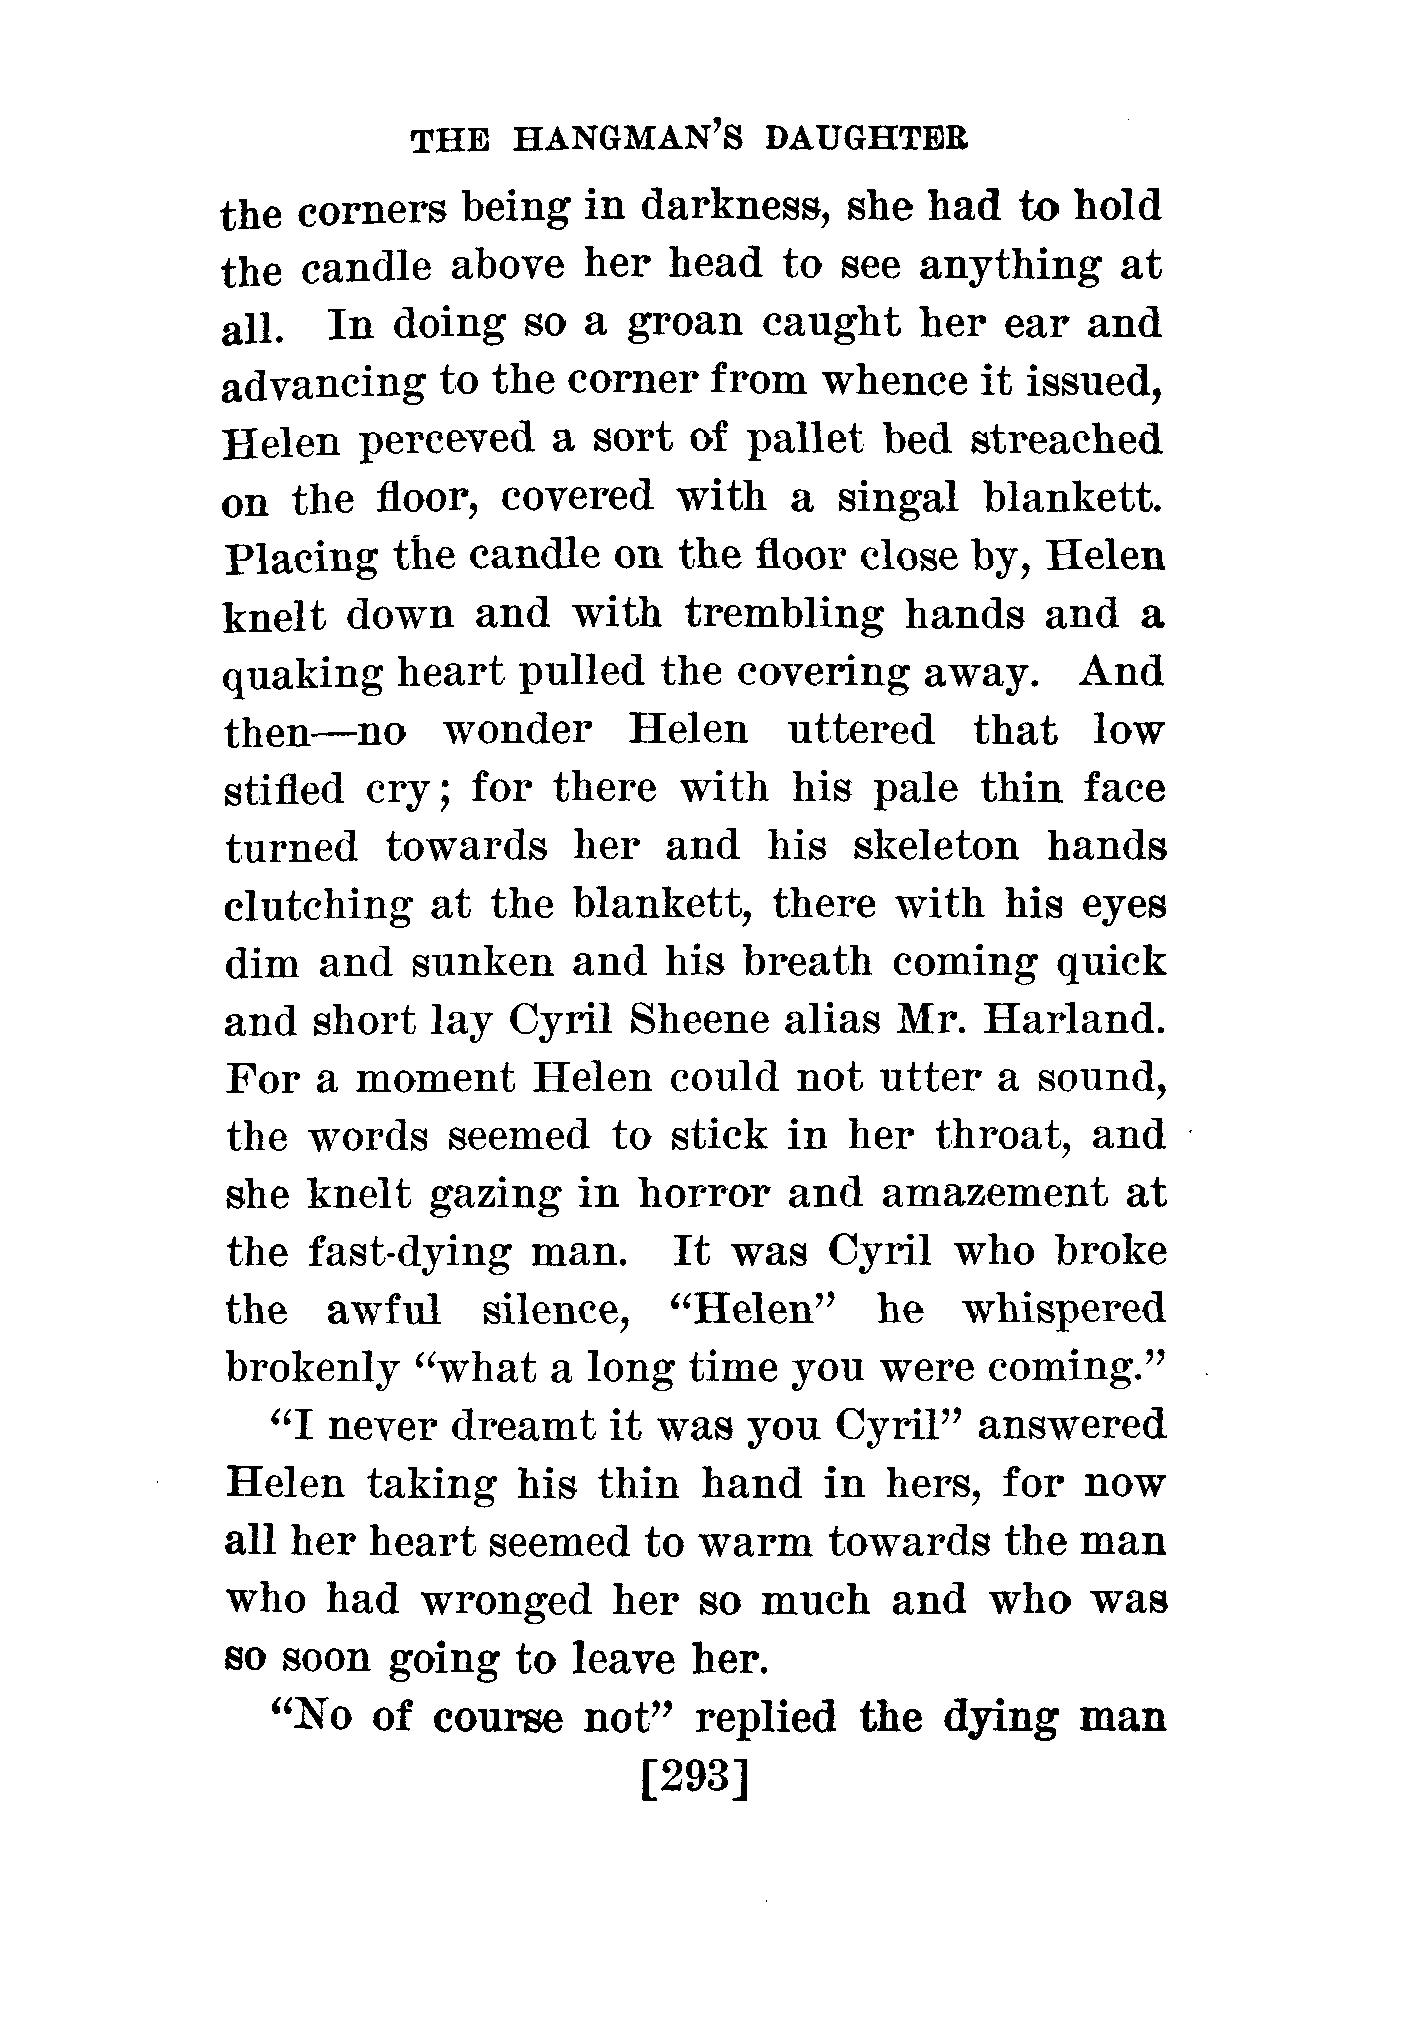 THE HANGMAN'S DAUGHTER
the corners being in darkness, she had to hold
the candle above her head to see anything at
all. In doing so a groan caught her ear and
advancing to the corner from whence it issued,
Helen perceved a sort of pallet bed streached
on the floor, covered with a singal blankett.
Placing the candle on the floor close by, Helen
knelt down and with trembling hands and a
quaking heart pulled the covering away. And
then—no wonder Helen uttered that low
stifled cry; for there with his pale thin face
turned towards her and his skeleton hands
clutching at the blankett, there with his eyes
dim and sunken and his breath coming quick
and short lay Cyril Sheene alias Mr. Harland.
For a moment Helen could not utter a sound,
the words seemed to stick in her throat, and
she knelt gazing in horror and amazement at
the fast-dying man. It was Cyril who broke
the awful silence, "Helen" he whispered
brokenly "what a long time you were coming."
"I never dreamt it was you Cyril" answered
Helen taking his thin hand in hers, for now
all her heart seemed to warm towards the man
who had wronged her so much and who was
so soon going to leave her.
"No of course not" replied the dying man
[293]